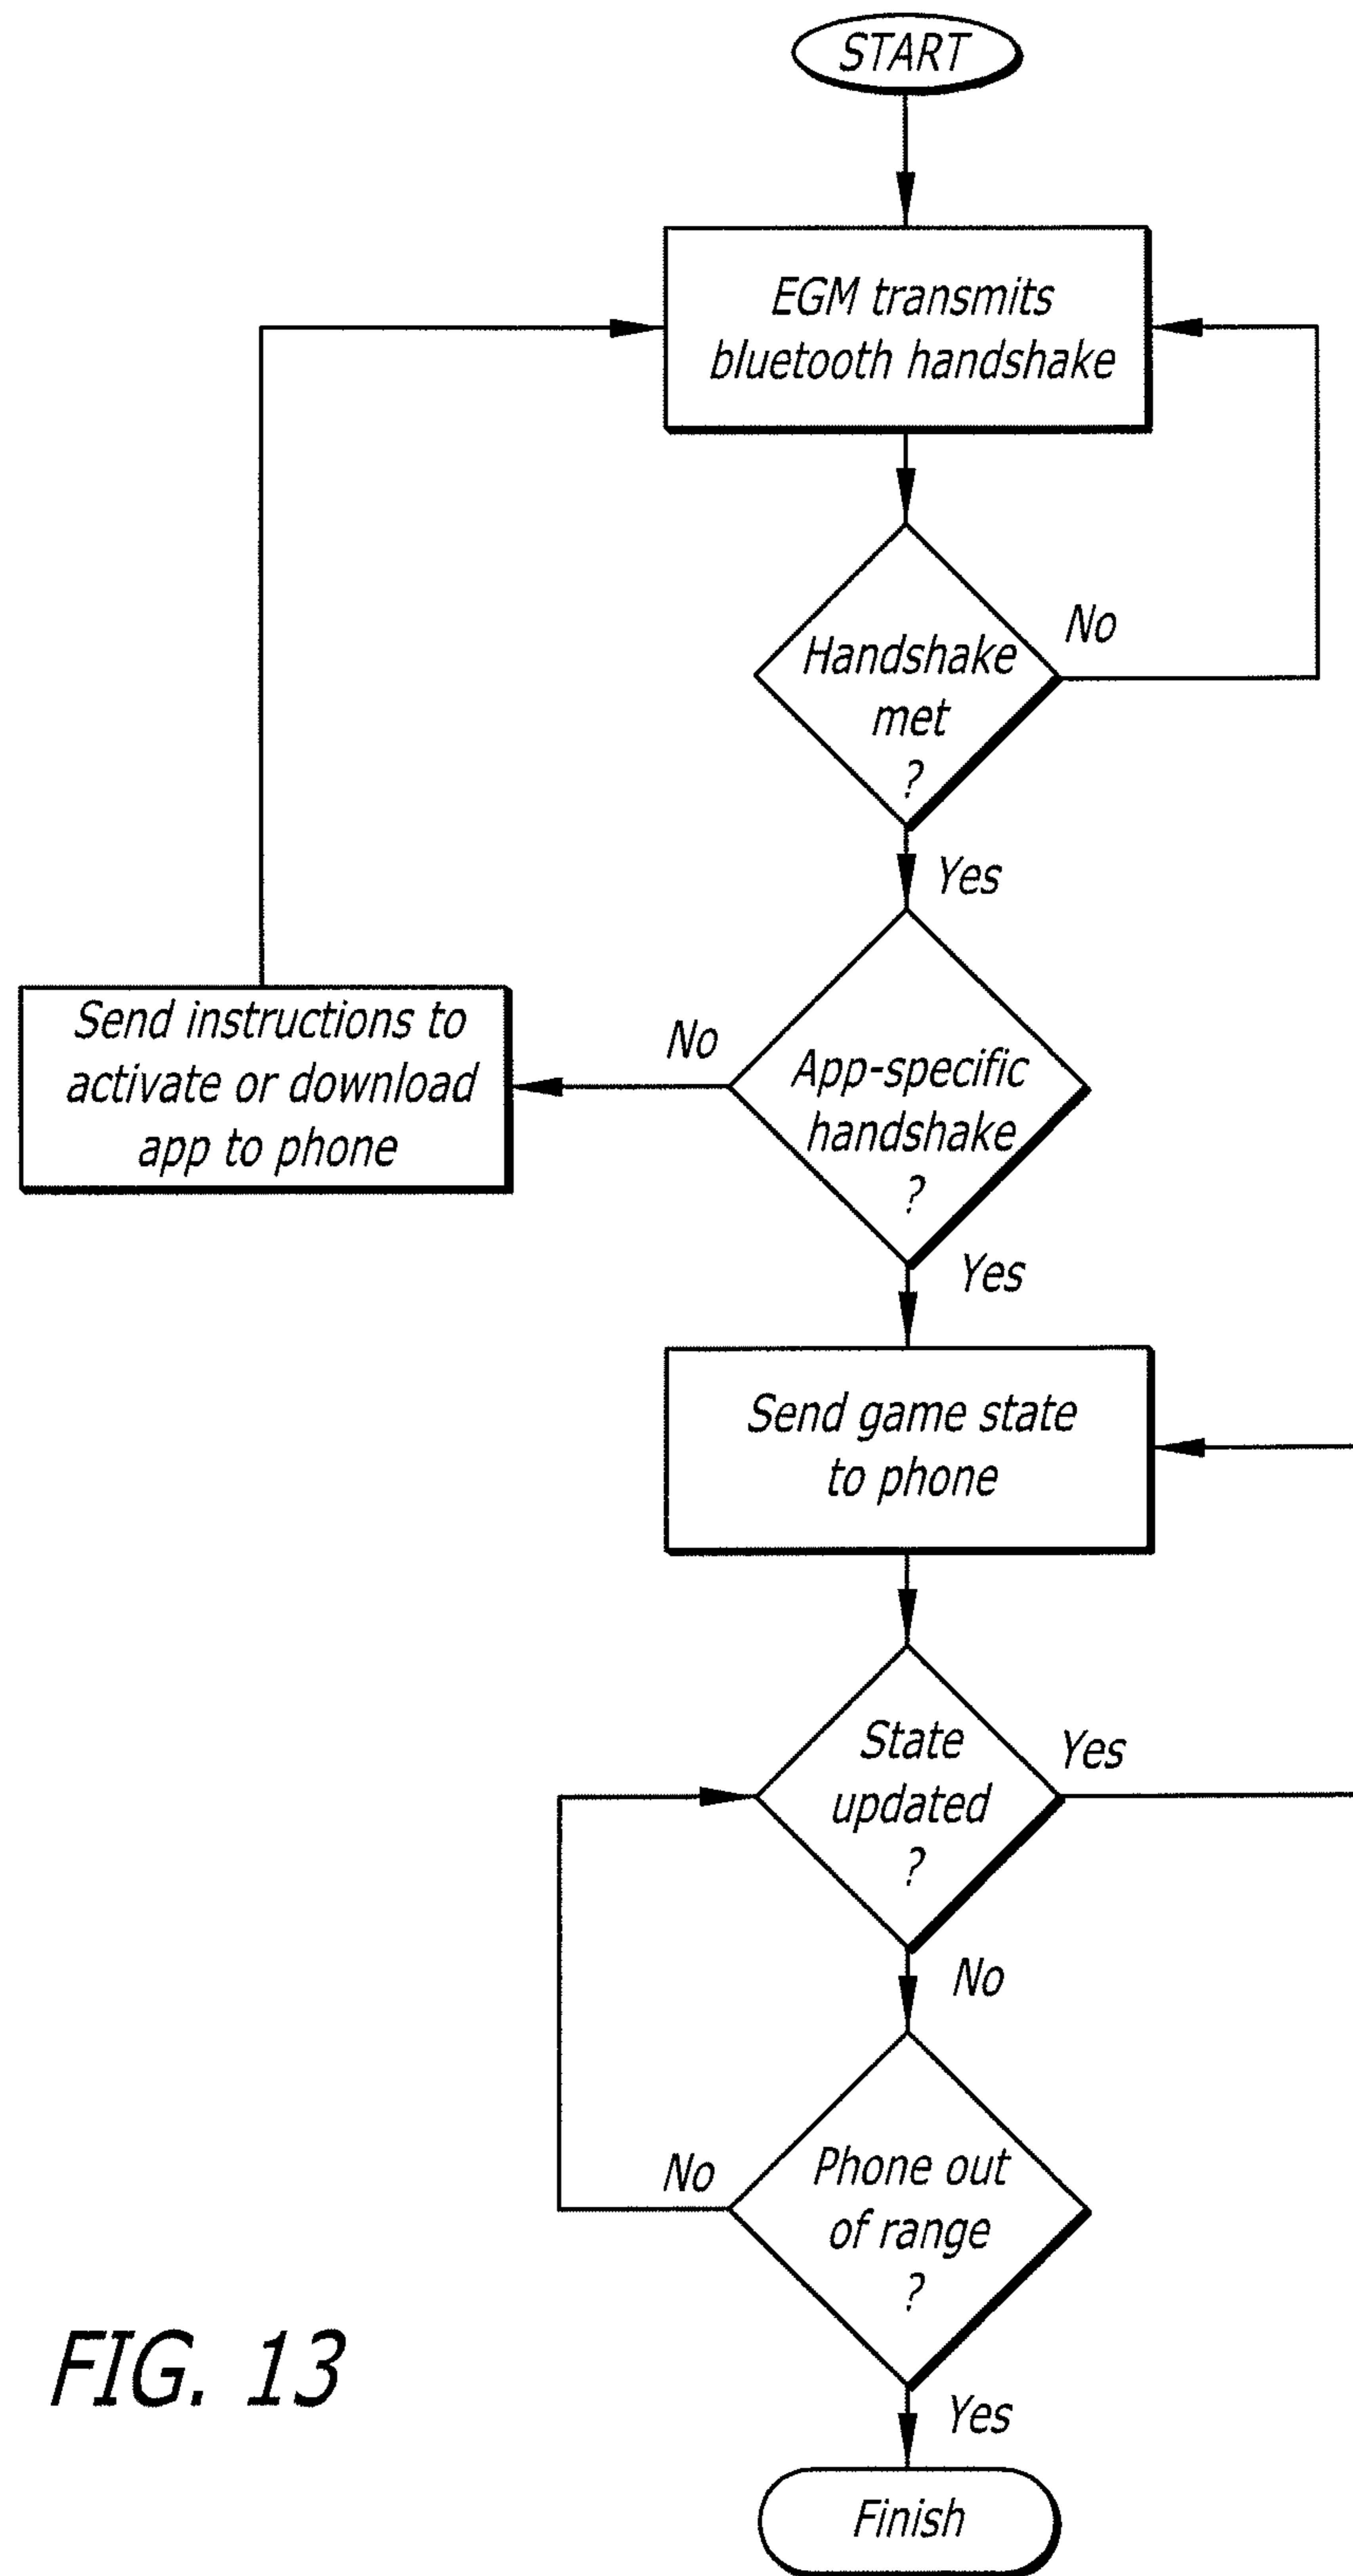 START
EGM transmits
bluetooth handshake
Handshake
met
?
No
Yes
Send instructions to
activate or download
app to phone
No
App-specific
handshake
?
Yes
Send game state
to phone
State
updated
?
Yes
No
No
Phone out
of range
?
Yes
Finish
FIG. 13